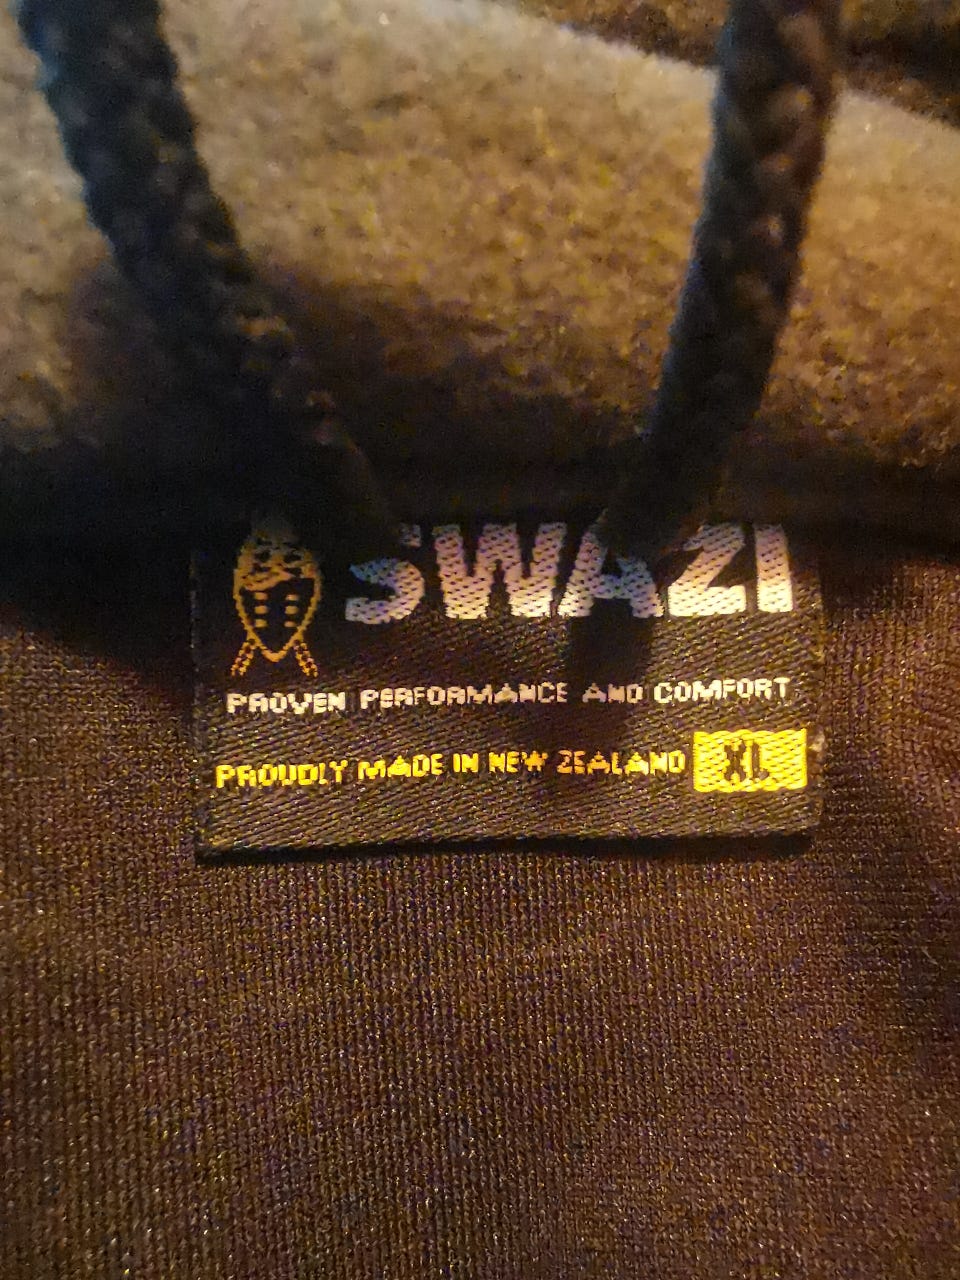 SWAZI
PROVEN PERFORMANCE AND COMFORT
PROUDLY MADE IN NEW ZEALAND XL